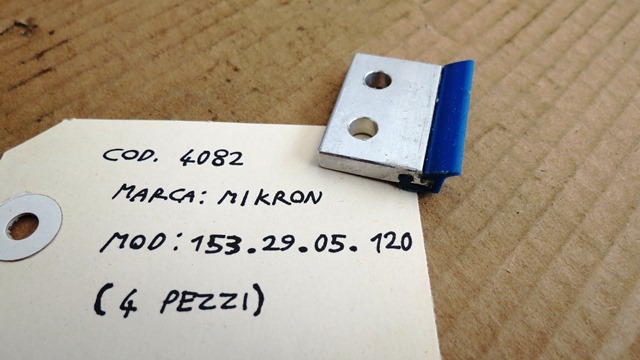 COD. 4082
MARCA: MIKRON
MOD: 153.29.05.120
(4 PEZZI)